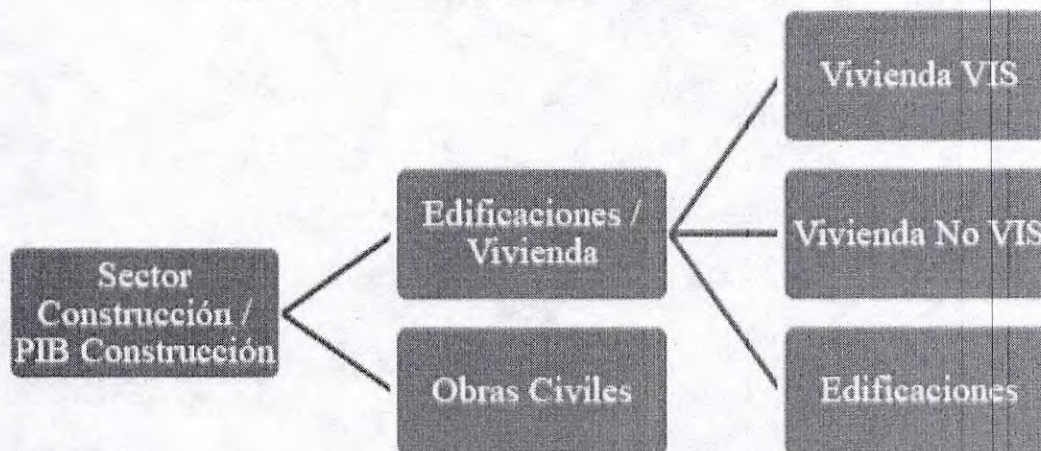 Sector
Construcción /
PIB Construcción
Edificaciones /
Vivienda
Obras Civiles
Vivienda VIS
Vivienda No VIS
Edificaciones